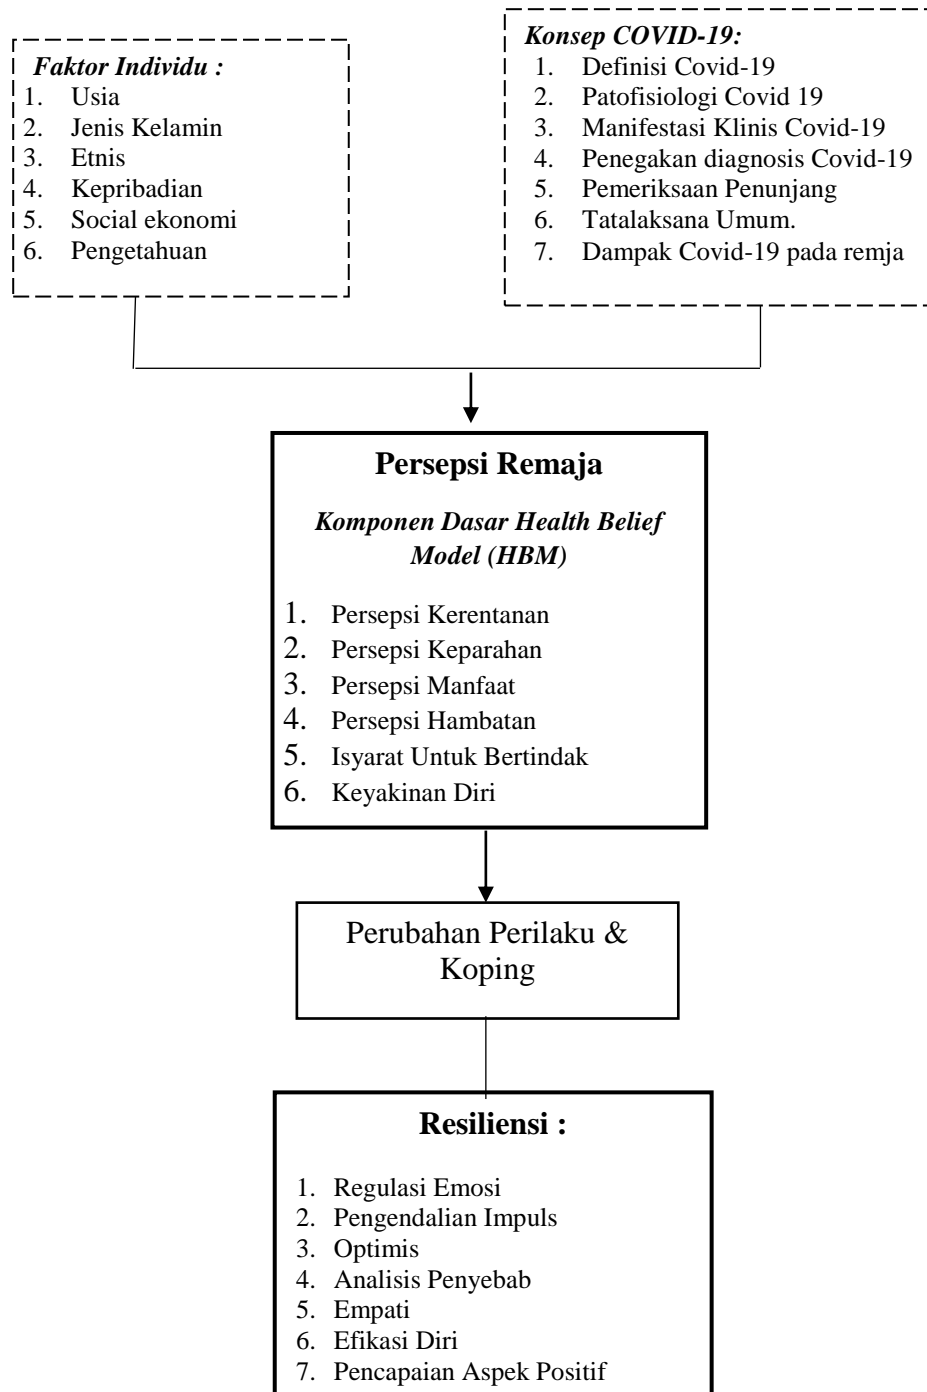 Faktor Individu :
1. Usia
2. Jenis Kelamin
3. Etnis
4. Kepribadian
5. Social ekonomi
6. Pengetahuan
Konsep COVID-19:
1. Definisi Covid-19
2. Patofisiologi Covid 19
3. Manifestasi Klinis Covid-19
4. Penegakan diagnosis Covid-19
5. Pemeriksaan Penunjang
6. Tatalaksana Umum.
7. Dampak Covid-19 pada remja
Persepsi Remaja
Komponen Dasar Health Belief
Model (HBM)
1. Persepsi Kerentanan
2. Persepsi Keparahan
3. Persepsi Manfaat
4. Persepsi Hambatan
5. Isyarat Untuk Bertindak
6. Keyakinan Diri
Perubahan Perilaku &
Koping
Resiliensi :
1. Regulasi Emosi
2. Pengendalian Impuls
3. Optimis
4. Analisis Penyebab
5. Empati
6. Efikasi Diri
7. Pencapaian Aspek Positif